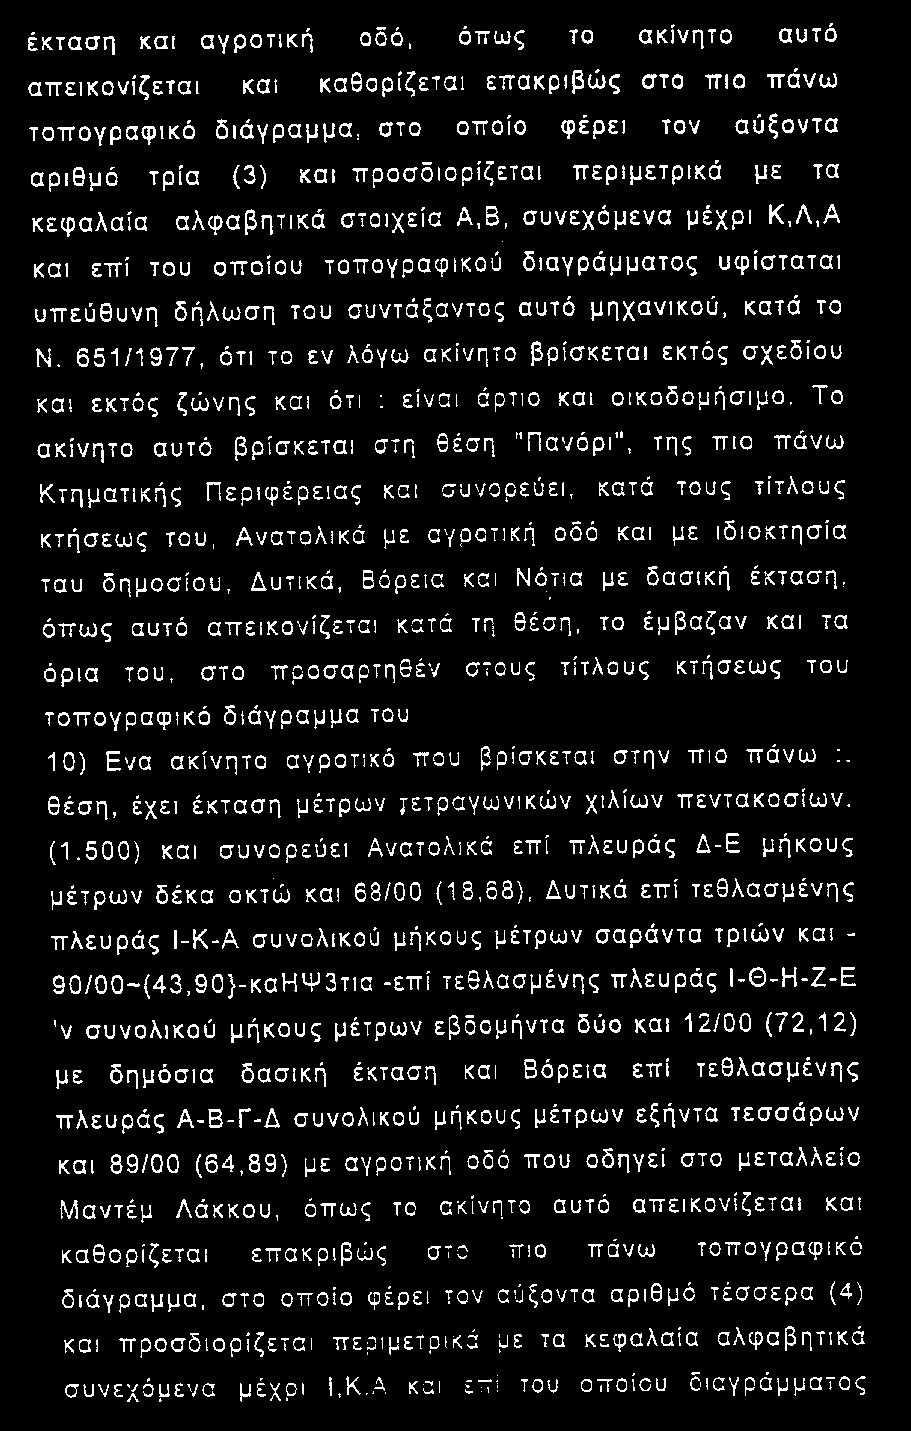 έκταση και αγροτική οδό, όπως το ακίνητο αυτό
απεικονίζεται και καθορίζεται επακριβώς στο πιο πάνω
τοπογραφικό διάγραμμα, στο οποίο φέρει τον αύξοντα
αριθμό τρία (3) και προσδιορίζεται περιμετρικά με τα
κεφαλαία αλφαβητικά στοιχεία Α,Β, συνεχόμενα μέχρι Κ,Λ,Α
και επί του οποίου τοπογραφικού διαγράμματος υφίσταται
υπεύθυνη δήλωση του συντάξαντος αυτό μηχανικού, κατά το
Ν. 651/1977, ότι το εν λόγω ακίνητο βρίσκεται εκτός σχεδίου
και εκτός ζώνης και ότι : είναι άρτιο και οικοδομήσιμο. Το
ακίνητο αυτό βρίσκεται στη θέση "Πανόρι", της πιο πάνω
Κτηματικής Περιφέρειας και συνορεύει, κατά τους τίτλους
κτήσεως του, Ανατολικά με αγροτική οδό και με ιδιοκτησία
ταυ δημοσίου, Δυτικά, Βόρεια και Νότια με δασική έκταση,
όπως αυτό απεικονίζεται κατά τη θέση, το έμβαζαν και τα
όρια του, στο προσαρτηθέν στους τίτλους κτήσεως του
τοπογραφικό διάγραμμα του
10) Ενα ακίνητο αγροτικό που βρίσκεται στην πιο πάνω :.
θέση, έχει έκταση μέτρων τετραγωνικών χιλίων πεντακοσίων.
(1.500) και συνορεύει Ανατολικά επί πλευράς Δ-Ε μήκους
μέτρων δέκα οκτώ και 68/00 (18,68), Δυτικά επί τεθλασμένης
πλευράς Ι-Κ-Α συνολικού μήκους μέτρων σαράντα τριών και -
90/00~(43,90}-καΗΨ3τια -επί τεθλασμένης πλευράς Ι-Θ-Η-Ζ-Ε
'ν συνολικού μήκους μέτρων εβδομήντα δύο και 12/00 (72,12)
με δημόσια δασική έκταση και Βόρεια επί τεθλασμένης
πλευράς Α-Β-Γ-Δ συνολικού μήκους μέτρων εξήντα τεσσάρων
και 89/00 (64,89) με αγροτική οδό που οδηγεί στο μεταλλείο
Μαντέμ Λάκκου, όπως το ακίνητο αυτό απεικονίζεται και
καθορίζεται επακριβώς στο πιο πάνω τοπογραφικό
διάγραμμα, στο οποίο φέρει τον αύξοντα αριθμό τέσσερα (4)
και προσδιορίζεται περιμετρικά με τα κεφαλαία αλφαβητικά
συνεχόμενα μέχρι Ι,Κ.Α και επί του οποίου διαγράμματος